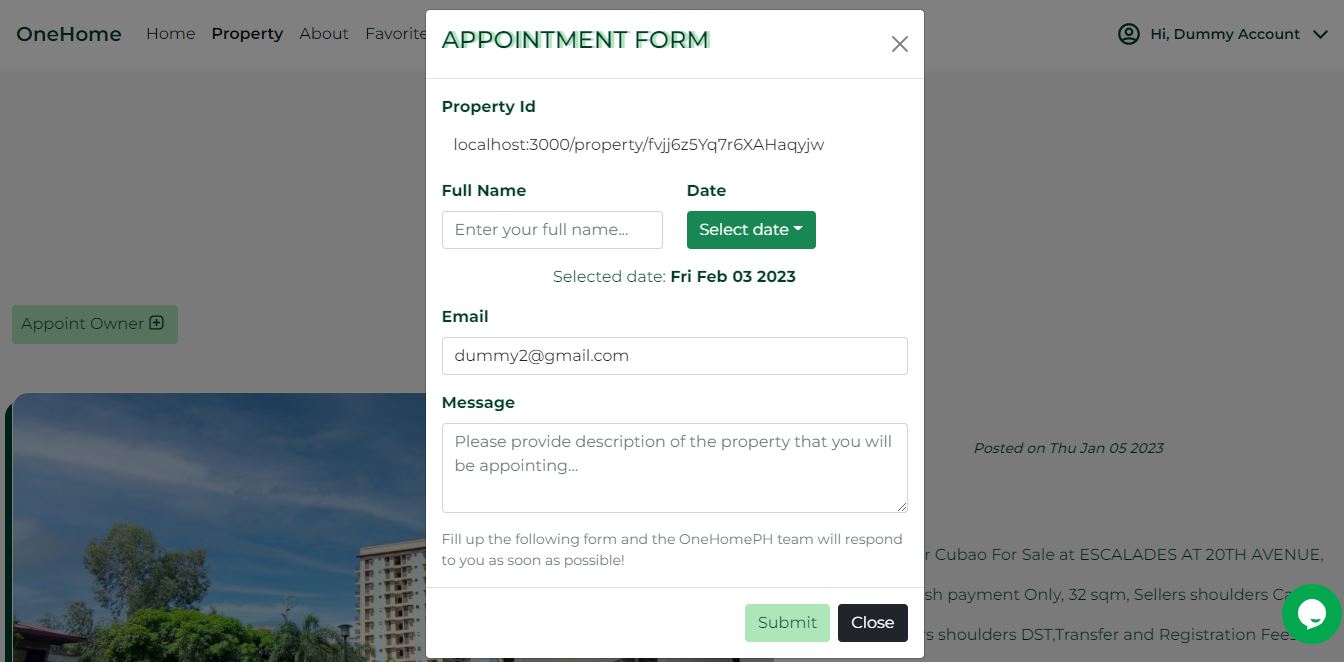 OneHome
Home Property About Favorite
Hi, Dummy Account
APPOINTMENT FORM
Property Id
localhost:3000/property/fvjj6z5Yq7r6XAHaqyjw
Full Name
Date
Enter your full name...
Select date
Selected date: Fri Feb 03 2023
Appoint Owner
Email
dummy2@gmail.com
Message
Please provide description of the property that you will
be appointing...
Posted on Thu Jan 05 2023
Fill up the following form and the OneHomePH team will respond
to you as soon as possible!
r Cubao For Sale at ESCALADES AT 20TH AVENUE,
sh payment Only, 32 sqm, Sellers shoulders
rs shoulders DST,Transfer and Registration Fees
Submit
Close